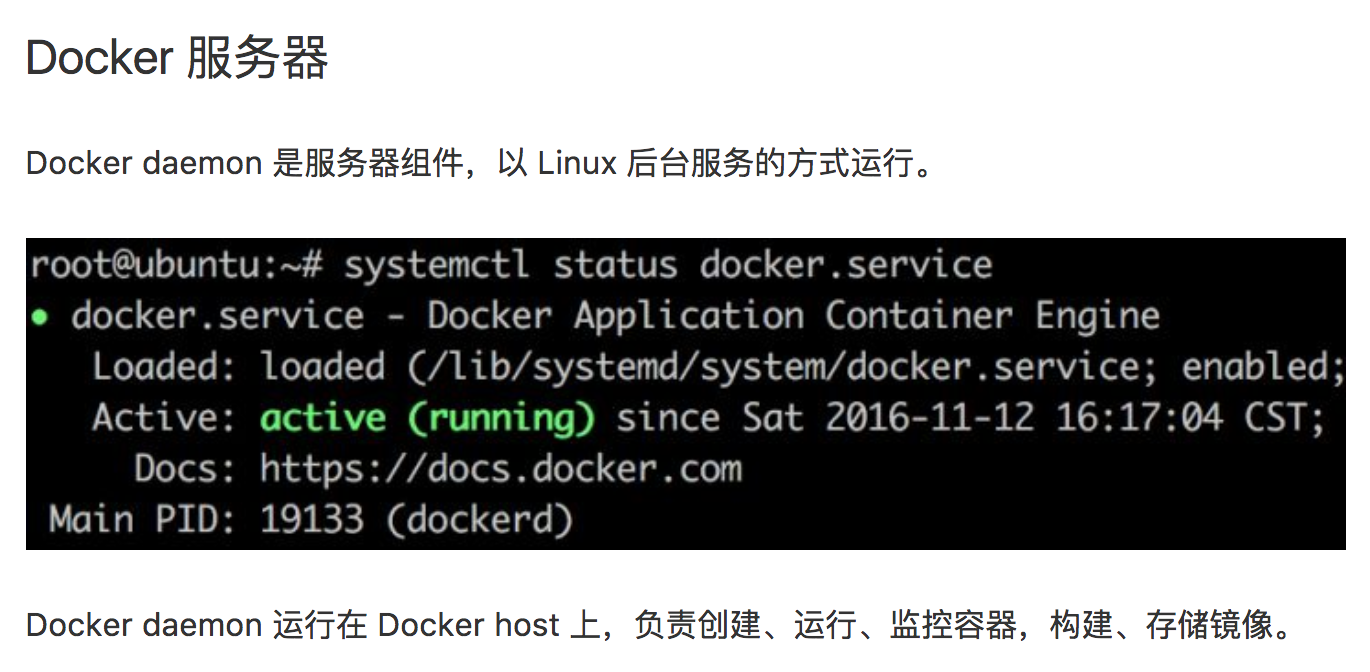 Docker 服务器
Docker daemon 是服务器组件，以 Linux 后台服务的方式运行。
root@ubuntu:~# systemctl status docker.service
● docker.service - Docker Application Container Engine
Loaded: loaded (/lib/systemd/system/docker.service; enabled;
Active: active (running) since Sat 2016-11-12 16:17:04 CST;
Docs: https://docs.docker.com
Main PID: 19133 (dockerd)
Docker daemon 运行在 Docker host 上，负责创建、运行、监控容器，构建、存储镜像。